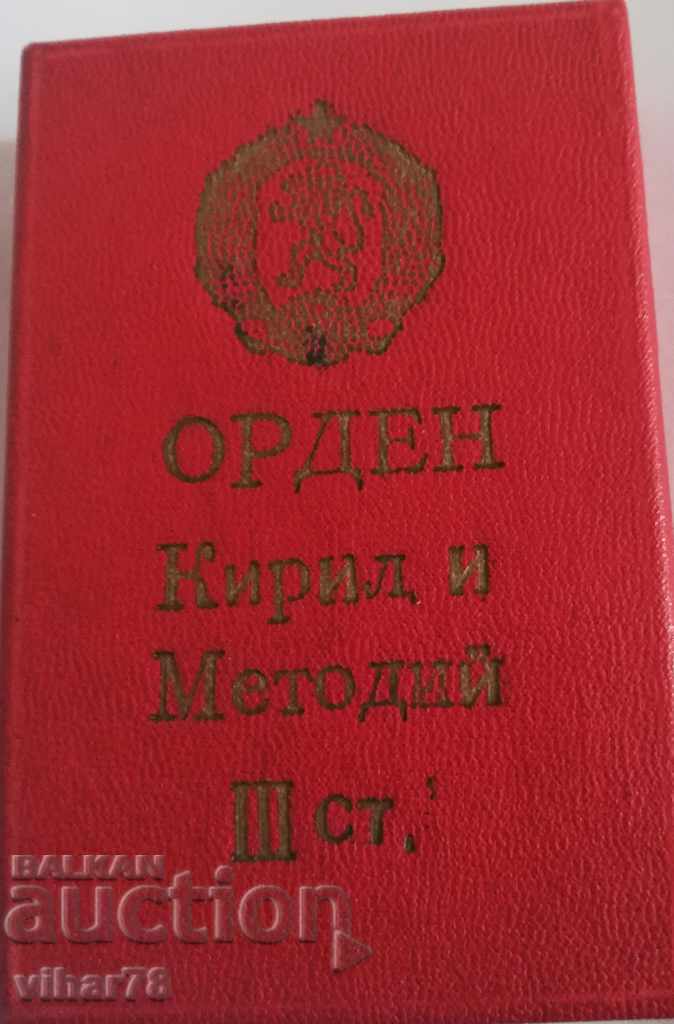 ОРДЕН
Кирил и
Методий
III ст.
BALKAN
auction
vihar78